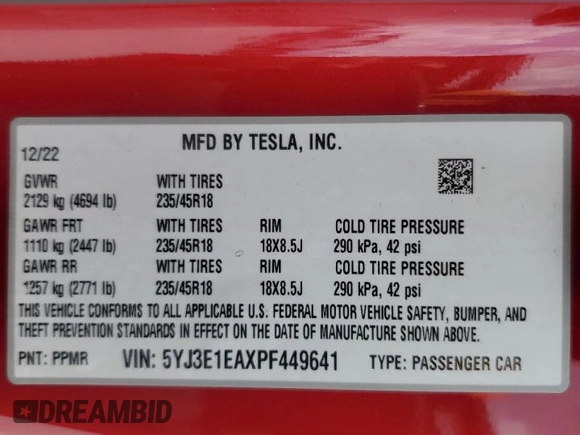 MFD BY TESLA, INC.
12/22
GVWR WITH TIRES
2129 kg (4694 lb) 235/45R18
GAWR FRT WITH TIRES RIM COLD TIRE PRESSURE
1110 kg (2447 lb) 235/45R18 18X8.5J 290 kPa, 42 psi
GAWR RR WITH TIRES RIM COLD TIRE PRESSURE
1257 kg (2771 lb) 235/45R18 18X8.5J 290 kPa, 42 psi
THIS VEHICLE CONFORMS TO ALL APPLICABLE U.S. FEDERAL MOTOR VEHICLE SAFETY, BUMPER, AND
THEFT PREVENTION STANDARDS IN EFFECT ON THE DATE OF MANUFACTURE SHOWN ABOVE.
PNT: PPMR VIN: 5YJ3E1EAXPF449641 TYPE: PASSENGER CAR
DREAMBID